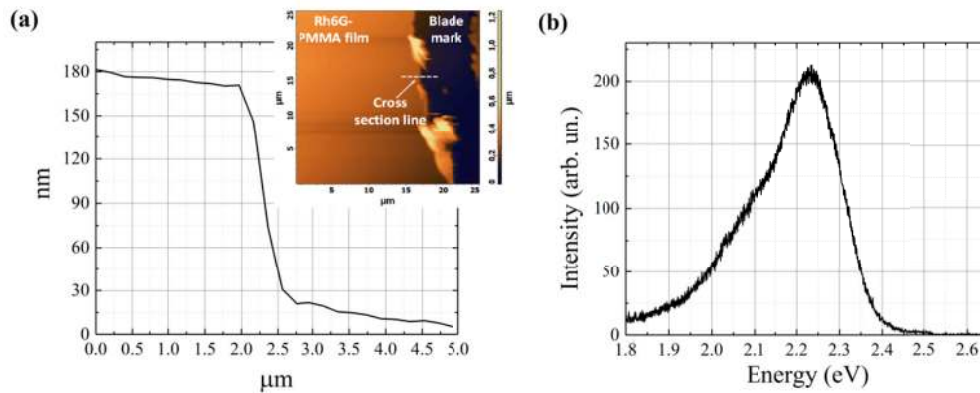 (a)
nm
180
150
120
90
60
30
0
0.0 0.5 1.0 1.5 2.0 2.5 3.0 3.5 4.0 4.5 5.0
μm
Rh6G-
PMMA film
Blade
mark
Cross
section line
μm
25
20
15
10
5
5 10 15 20 25
μm
1,2
1,0
0,8
0,6
0,4
0,2
0
μm
(b)
Intensity (arb. un.)
200
150
100
50
0
1.8 1.9 2.0 2.1 2.2 2.3 2.4 2.5 2.6
Energy (eV)